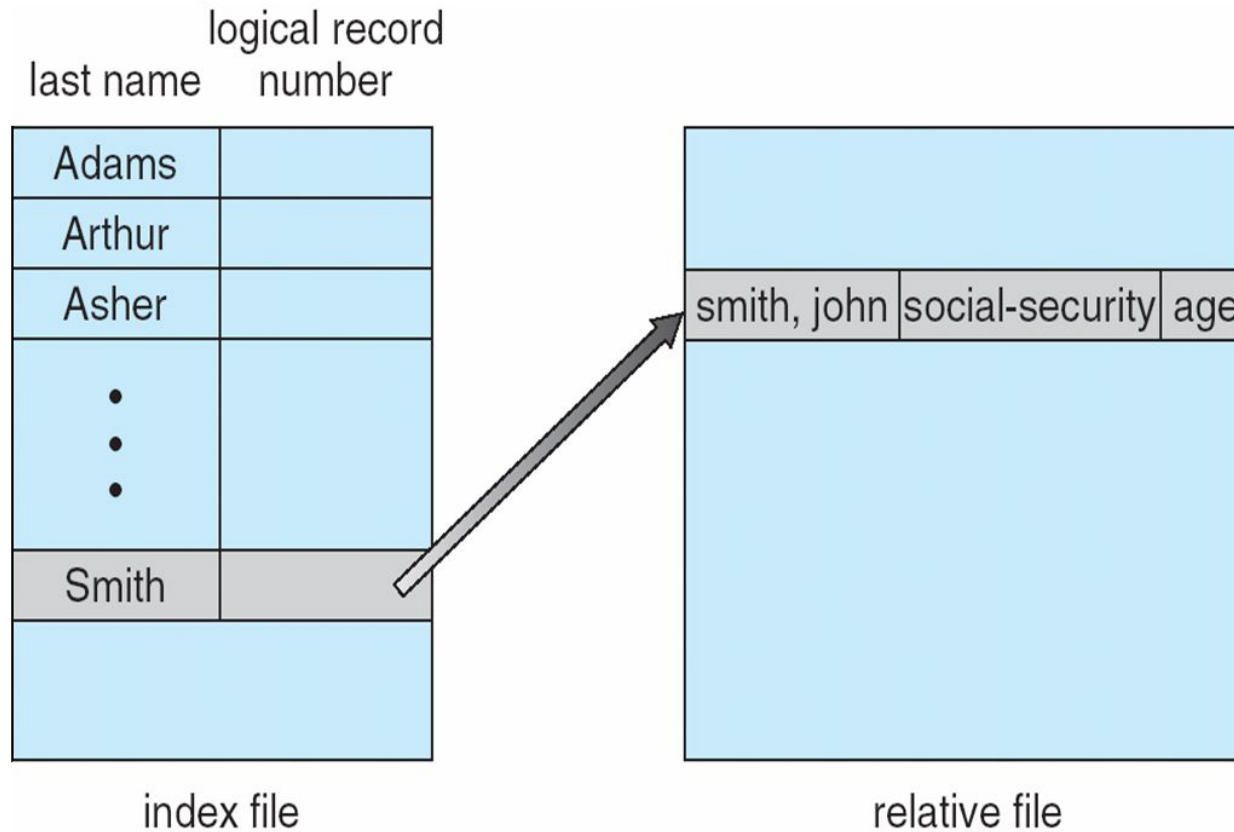 logical record
last name number
Adams
Arthur
Asher
Smith
smith, john social-security age
index file
relative file